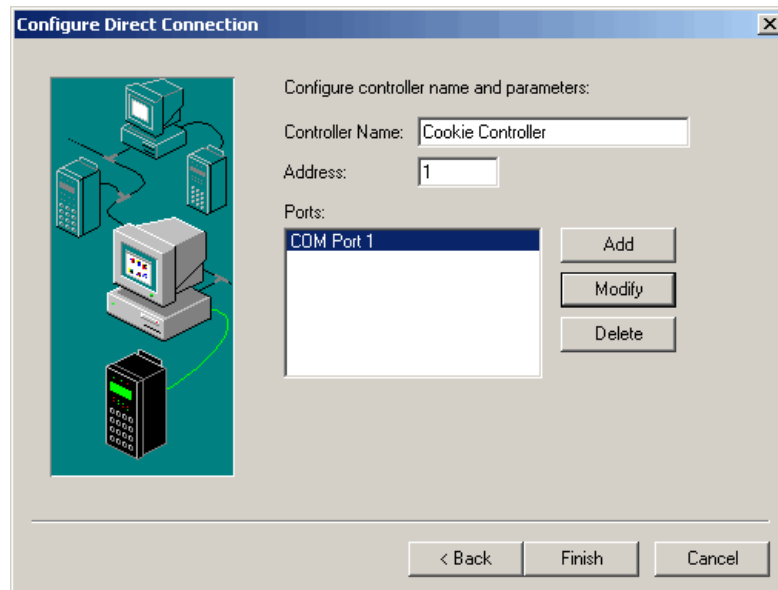 Configure Direct Connection
Configure controller name and parameters:
Controller Name: Cookie Controller
Address: 1
Ports:
COM Port 1
Add
Modify
Delete
< Back Finish Cancel